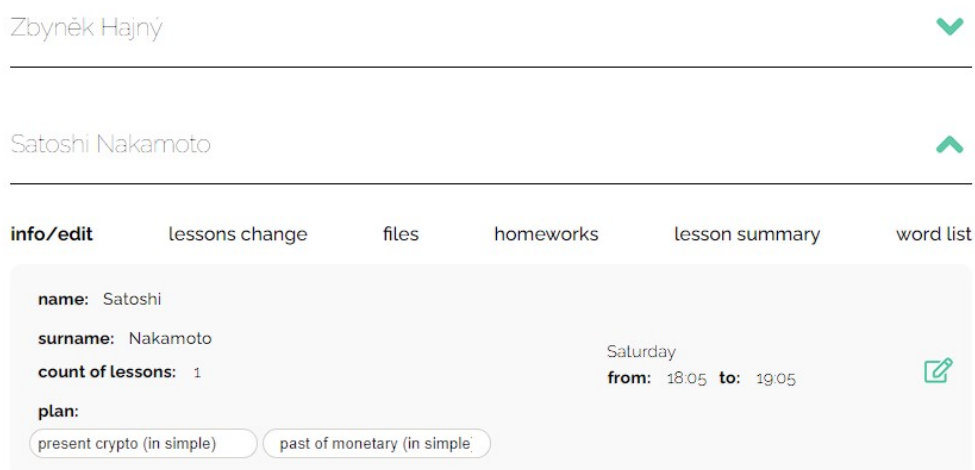 Zbyněk Hajný
Satoshi Nakamoto
info/edit lessons change files homeworks lesson summary word list
name: Satoshi
surname: Nakamoto
count of lessons: 1
Saturday
from: 18:05 to: 19:05
plan:
present crypto (in simple) past of monetary (in simple